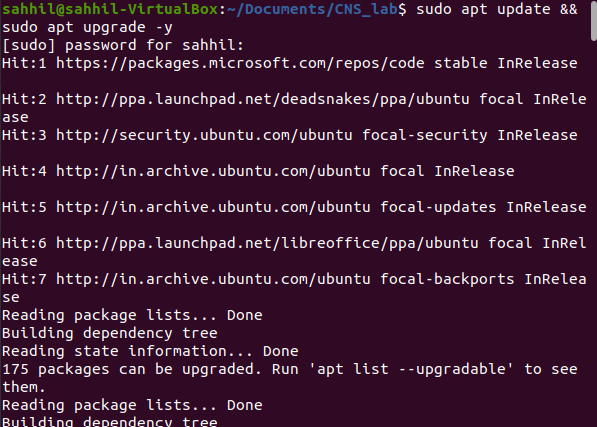 sahhil@sahhil-VirtualBox:~/Documents/CNS_lab$ sudo apt update &&
sudo apt upgrade -y
[sudo] password for sahhil:
Hit:1 https://packages.microsoft.com/repos/code stable InRelease
Hit:2 http://ppa.launchpad.net/deadsnakes/ppa/ubuntu focal InRele
ase
Hit:3 http://security.ubuntu.com/ubuntu focal-security InRelease
Hit:4 http://in.archive.ubuntu.com/ubuntu focal InRelease
Hit:5 http://in.archive.ubuntu.com/ubuntu focal-updates InRelease
Hit:6 http://ppa.launchpad.net/libreoffice/ppa/ubuntu focal InRel
ease
Hit:7 http://in.archive.ubuntu.com/ubuntu focal-backports InRelea
se
Reading package lists... Done
Building dependency tree
Reading state information... Done
175 packages can be upgraded. Run 'apt list --upgradable' to see
them.
Reading package lists... Done
Building dependency tree